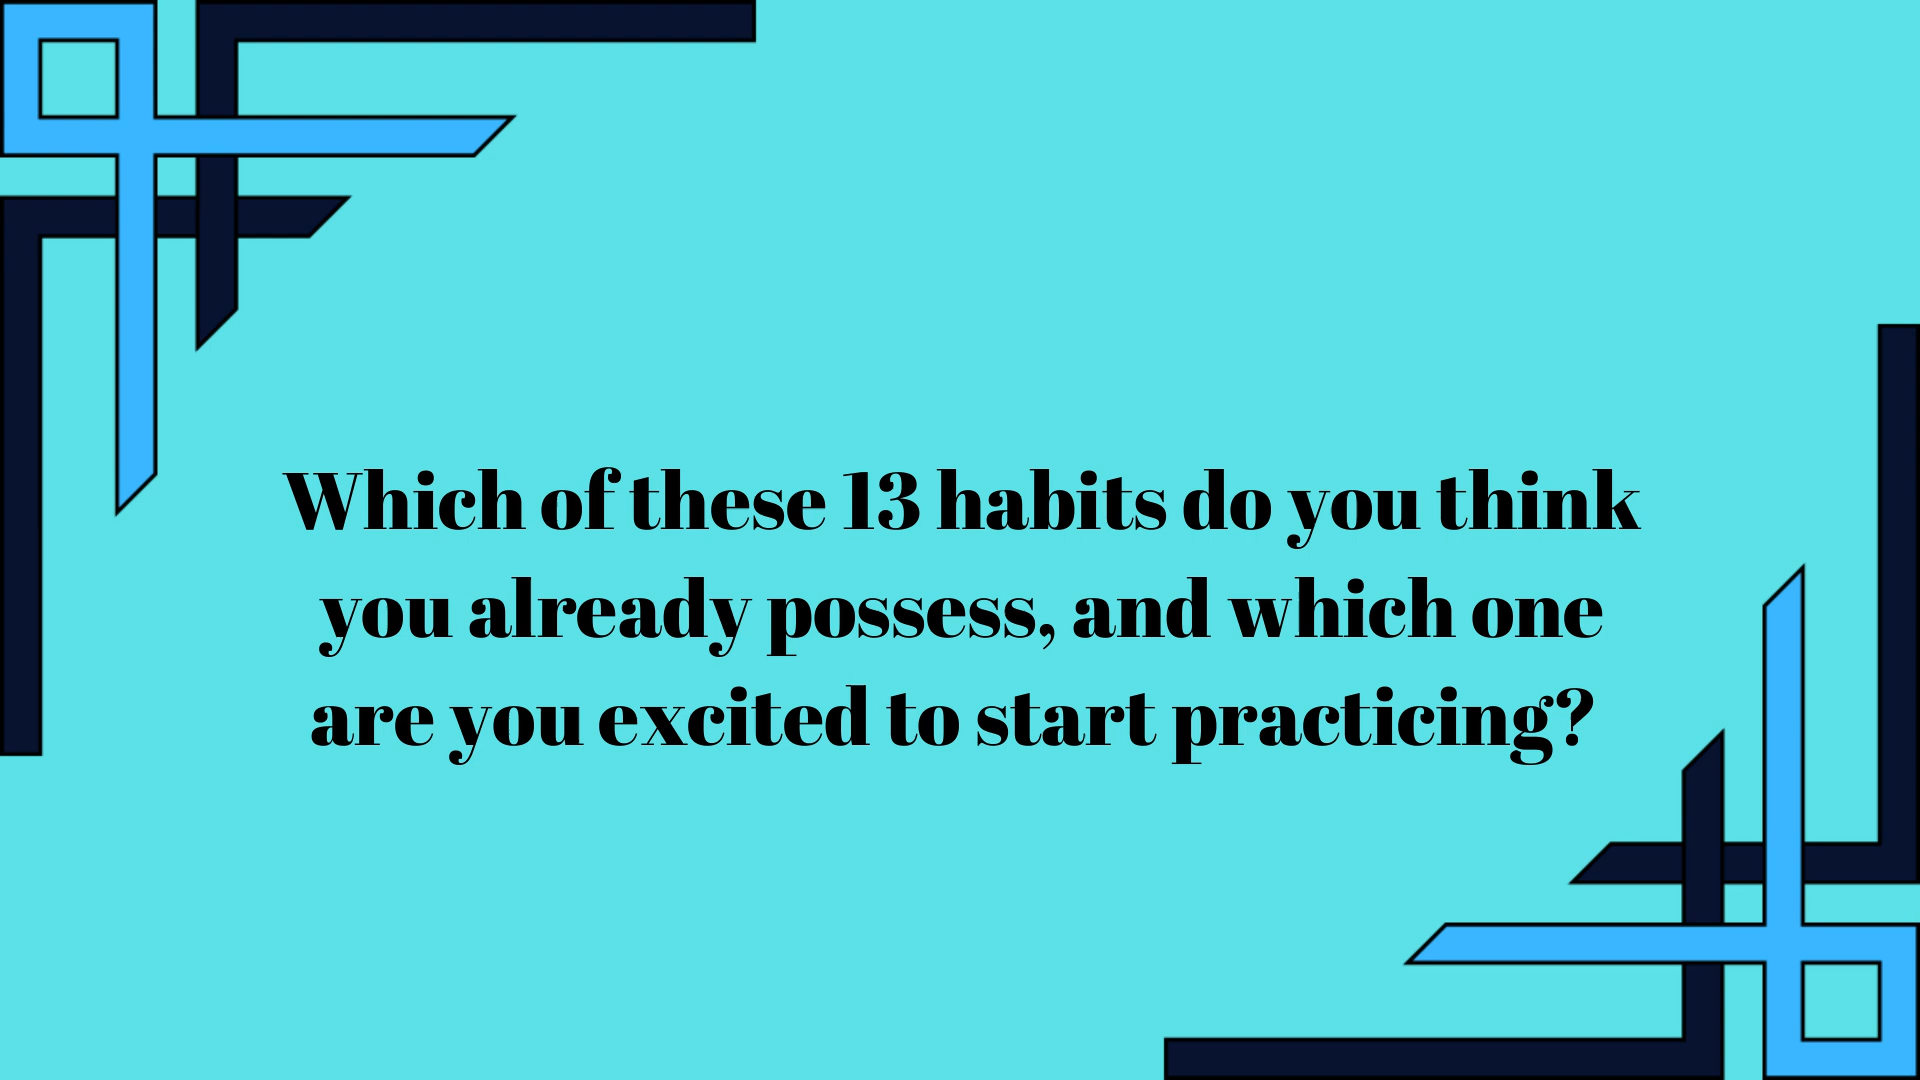 Which of these 13 habits do you think
you already possess, and which one
are you excited to start practicing?